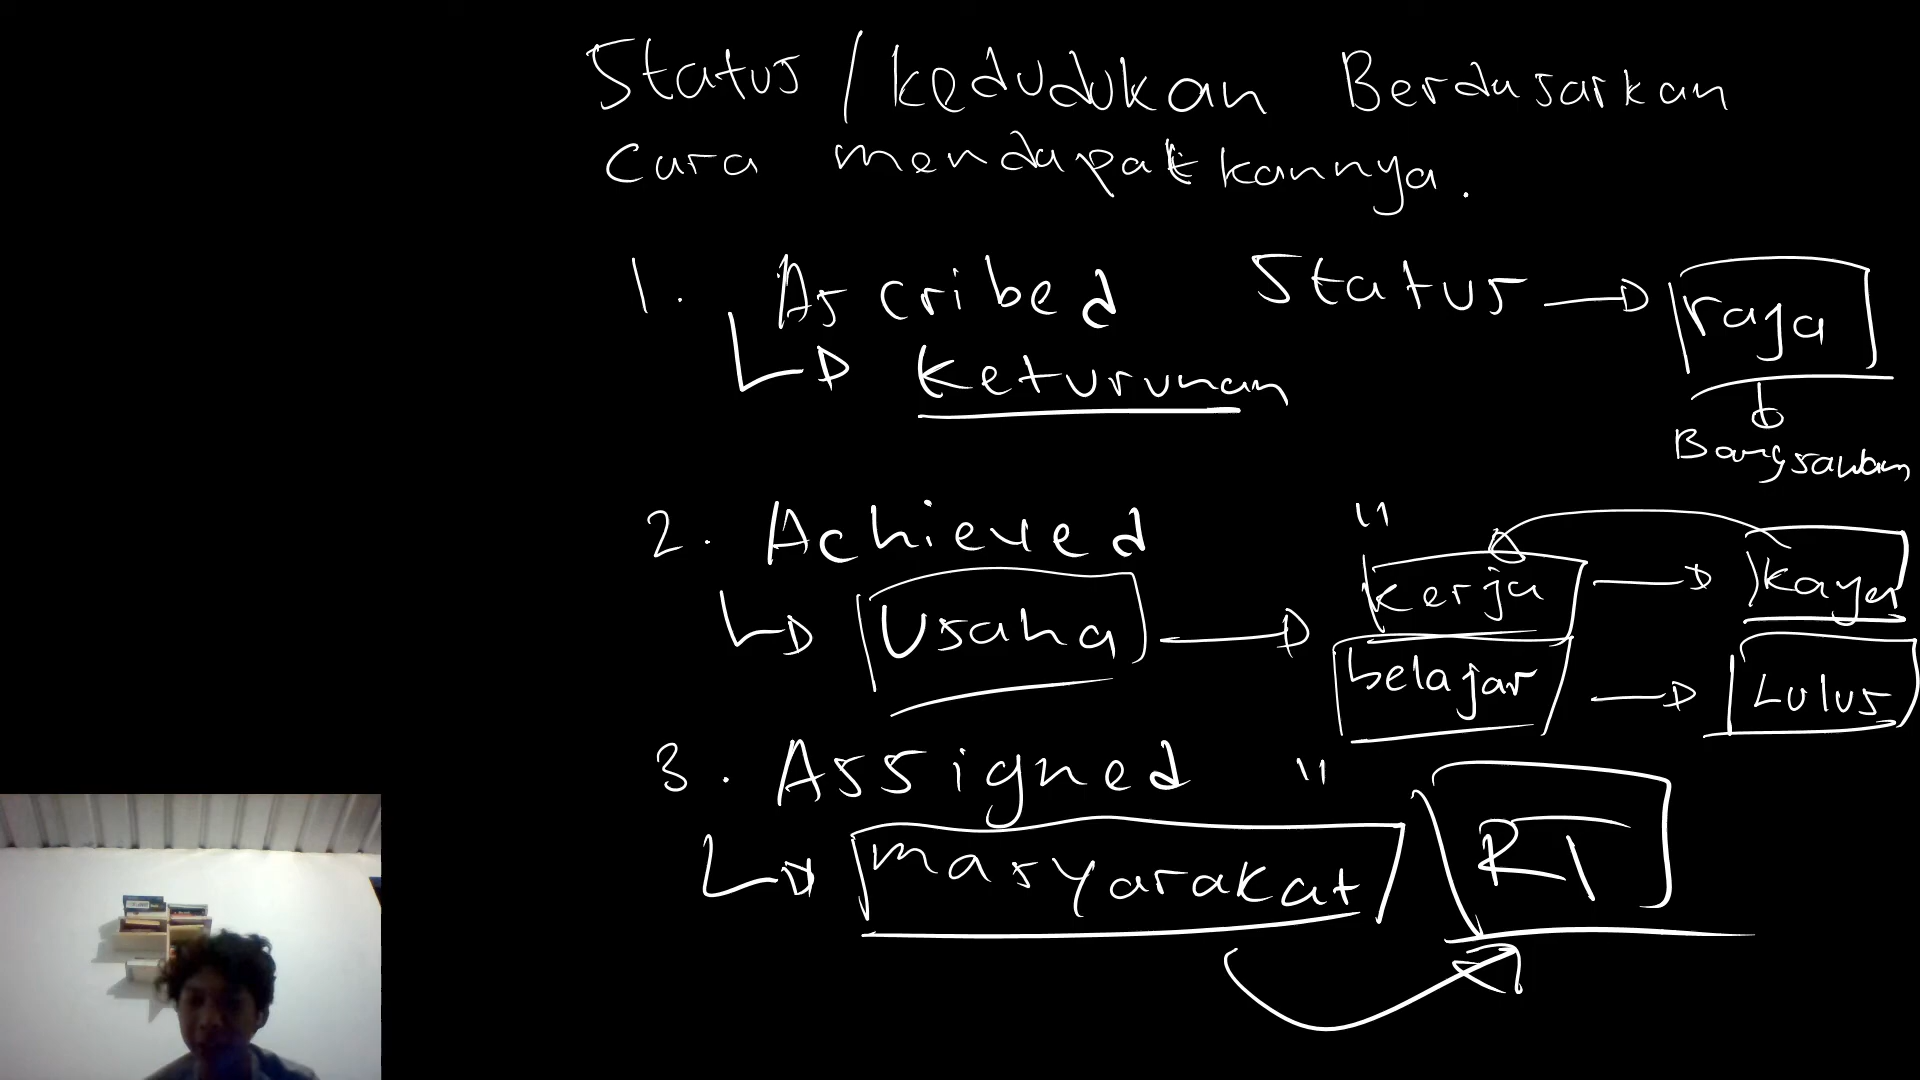 Status / Kedudukan Berdasarkan
cara mendapatkannya.
1. Ascribed Status → raja
↳ Keturunan
Bangsawan
2. Achieved "
↳ Usaha → kerja → kaya
belajar → Lulus
3. Assigned "
↳ masyarakat RT